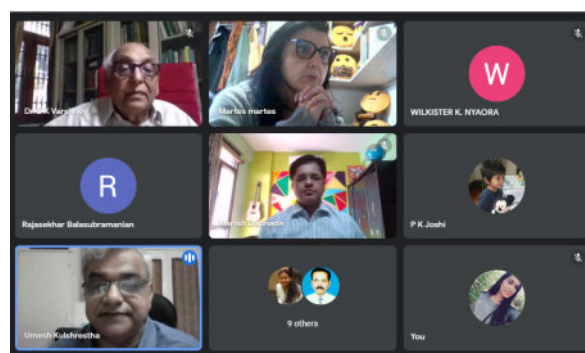 Martes martes
W
WILKISTER K. NYAORA
R
Rajasekhar Balasubramanian
P K Joshi
Umesh Kulshrestha
9 others
You